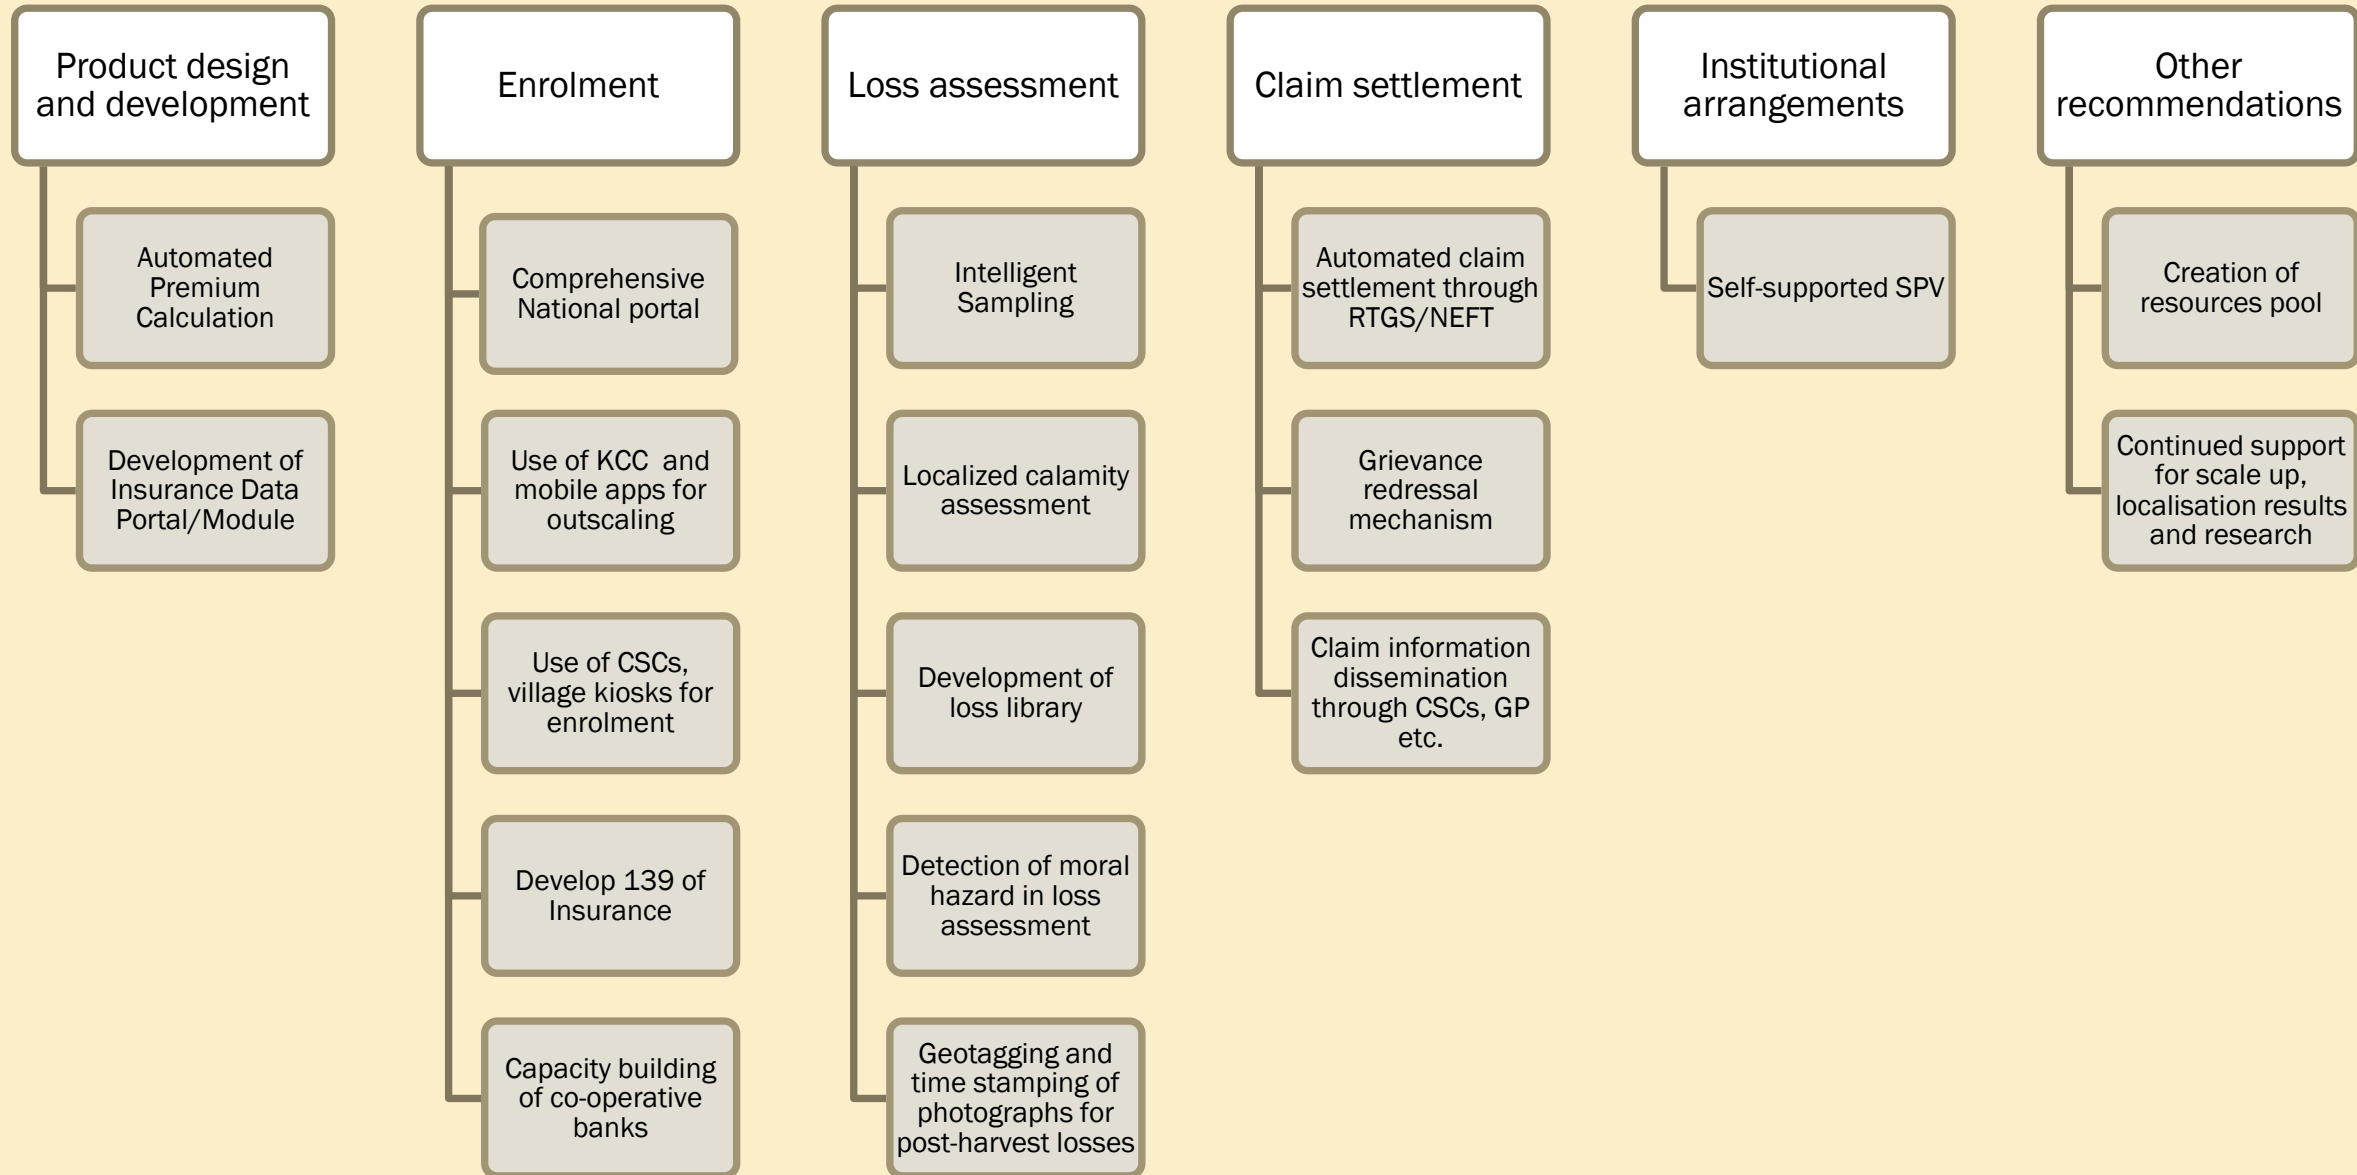 Product design
and development
Automated
Premium
Calculation
Development of
Insurance Data
Portal/Module
Enrolment
Comprehensive
National portal
Use of KCC  and
mobile apps for
outscaling
Use of CSCs,
village kiosks for
enrolment
Develop 139 of
Insurance
Capacity building
of co-operative
banks
Loss assessment
Intelligent
Sampling
Localized calamity
assessment
Development of
loss library
Detection of moral
hazard in loss
assessment
Geotagging and
time stamping of
photographs for
post-harvest losses
Claim settlement
Automated claim
settlement through
RTGS/NEFT
Grievance
redressal
mechanism
Claim information
dissemination
through CSCs, GP
etc.
Institutional
arrangements
Self-supported SPV
Other
recommendations
Creation of
resources pool
Continued support
for scale up,
localisation results
and research